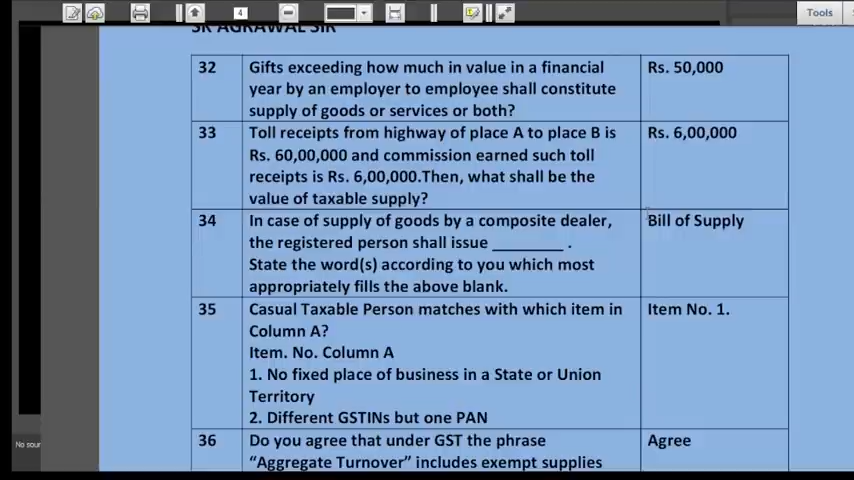 4
Tools
SK AGRAWAL SIR
32 Gifts exceeding how much in value in a financial Rs. 50,000
year by an employer to employee shall constitute
supply of goods or services or both?
33 Toll receipts from highway of place A to place B is Rs. 6,00,000
Rs. 60,00,000 and commission earned such toll
receipts is Rs. 6,00,000.Then, what shall be the
value of taxable supply?
34 In case of supply of goods by a composite dealer, Bill of Supply
the registered person shall issue ________ .
State the word(s) according to you which most
appropriately fills the above blank.
35 Casual Taxable Person matches with which item in Item No. 1.
Column A?
Item. No. Column A
1. No fixed place of business in a State or Union
Territory
2. Different GSTINs but one PAN
36 Do you agree that under GST the phrase Agree
“Aggregate Turnover” includes exempt supplies
No sour